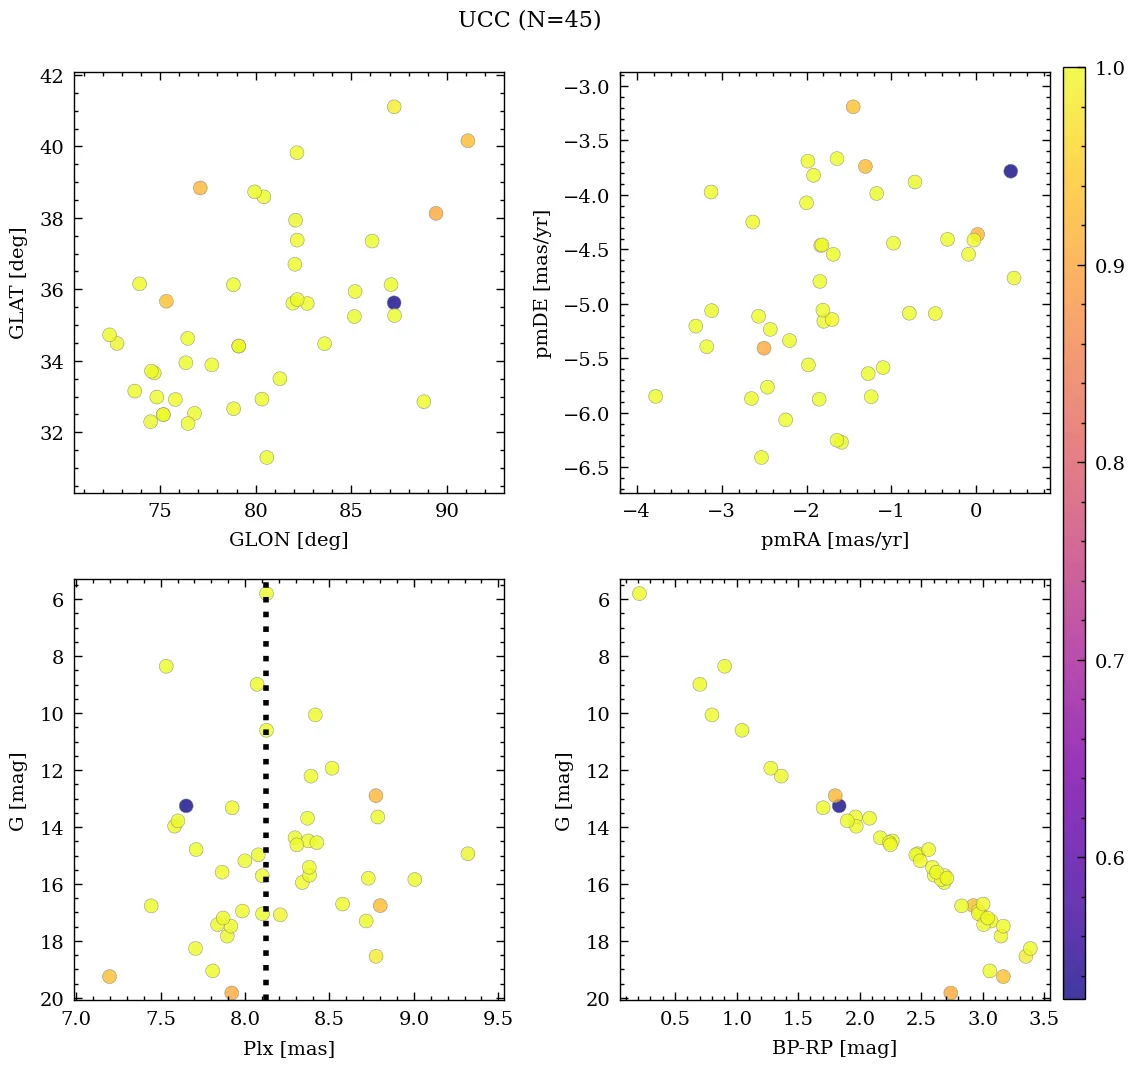 UCC (N=45)
42
40
38
36
34
32
GLAT [deg]
75 80 85 90
GLON [deg]
−3.0
−3.5
−4.0
−4.5
−5.0
−5.5
−6.0
−6.5
pmDE [mas/yr]
−4 −3 −2 −1 0
pmRA [mas/yr]
1.0
0.9
0.8
0.7
0.6
6
8
10
12
14
16
18
20
G [mag]
7.0 7.5 8.0 8.5 9.0 9.5
Plx [mas]
6
8
10
12
14
16
18
20
G [mag]
0.5 1.0 1.5 2.0 2.5 3.0 3.5
BP-RP [mag]